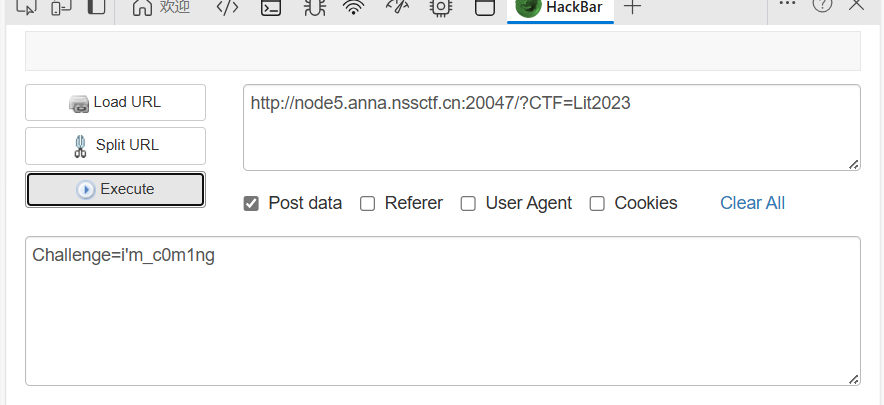 欢迎
HackBar
Load URL
http://node5.anna.nssctf.cn:20047/?CTF=Lit2023
Split URL
Execute
Post data Referer User Agent Cookies Clear All
Challenge=i'm_c0m1ng